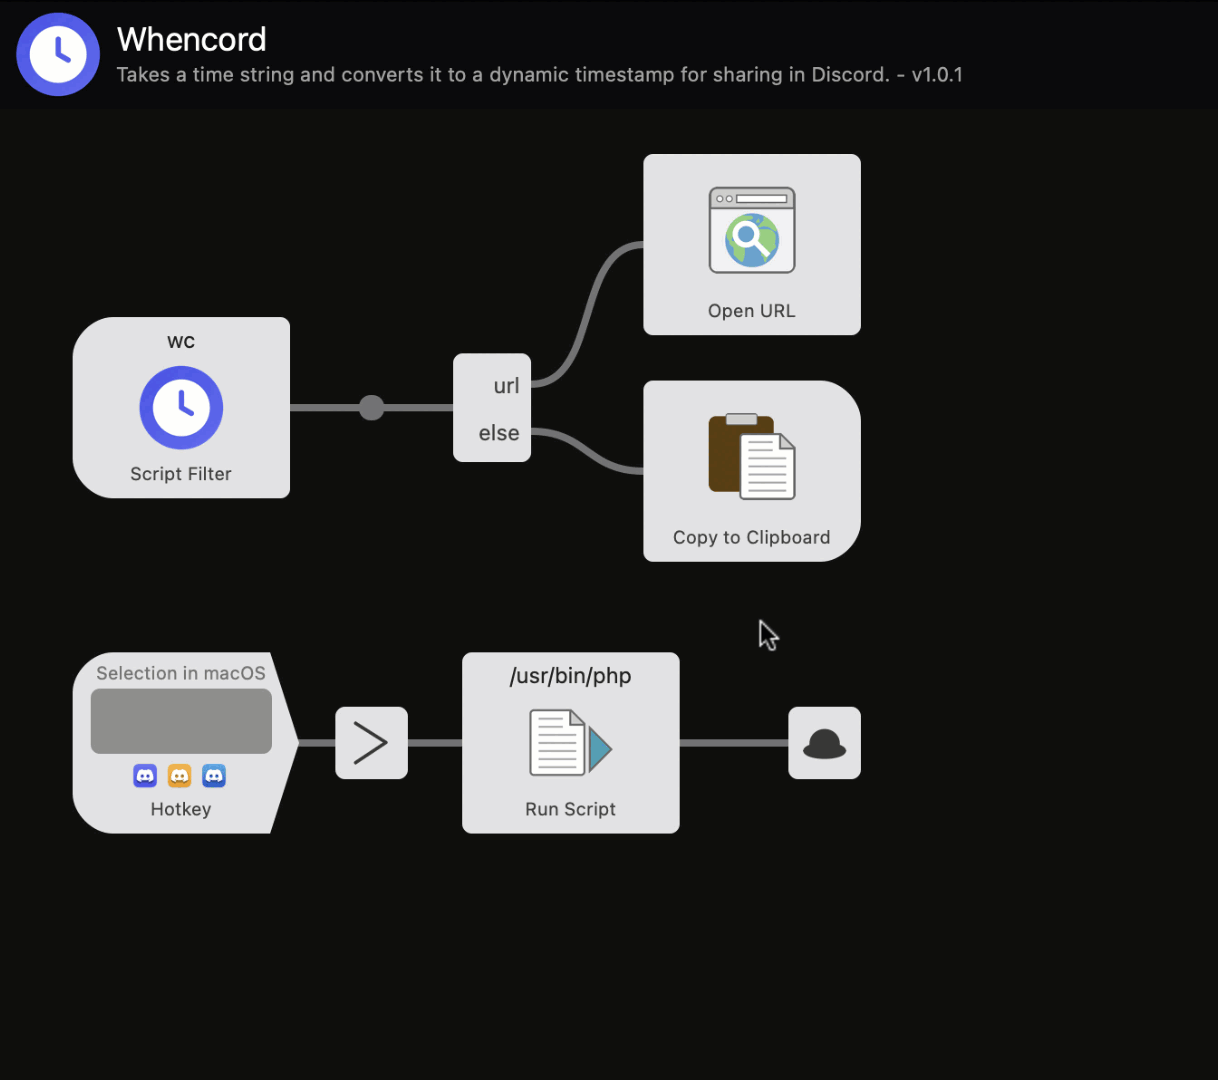 Whencord
Takes a time string and converts it to a dynamic timestamp for sharing in Discord. - v1.0.1
Open URL
WC
Script Filter
url
else
Copy to Clipboard
Selection in macOS
Hotkey
/usr/bin/php
Run Script